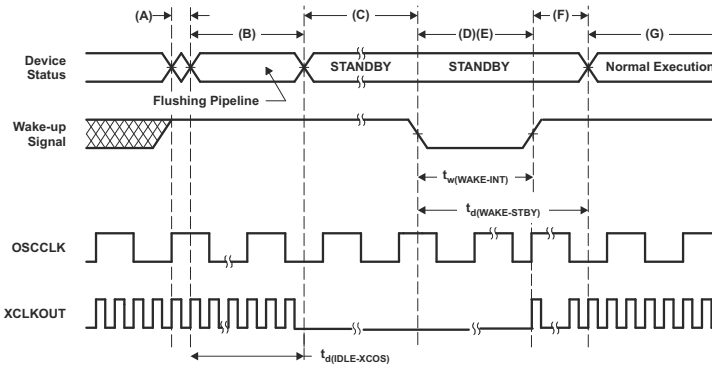 (A)
(B)
(C)
(D)(E)
(F)
(G)
Device
Status
Flushing Pipeline
STANDBY
STANDBY
Normal Execution
Wake-up
Signal
tw(WAKE-INT)
td(WAKE-STBY)
OSCCLK
XCLKOUT
td(IDLE-XCOS)